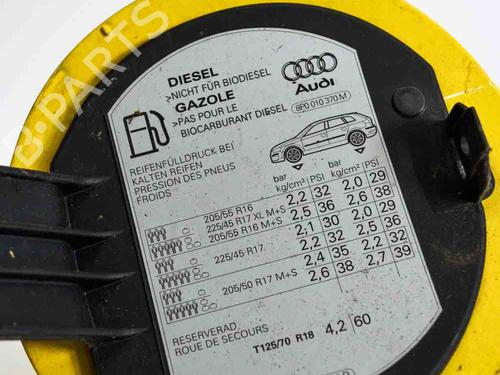 B-PARTS
DIESEL
>NICHT FÜR BIODIESEL
GAZOLE
>PAS POUR LE
BIOCARBURANT DIESEL
Audi
8P0 010 370 M
REIFENFÜLLDRUCK BEI
KALTEN REIFEN
PRESSION DES PNEUS
FROIDS
bar
kg/cm² PSI
bar
kg/cm² PSI
205/55 R16 2,2 32 2,0 29
225/45 R17 XL M+S 2,5 36 2,6 38
205/55 R16 M+S 2,1 30 2,0 29
225/45 R17 2,2 32 2,5 36
2,4 35 2,2 32
205/50 R17 M+S 2,6 38 2,7 39
RESERVERAD
ROUE DE SECOURS T125/70 R18 4,2 60